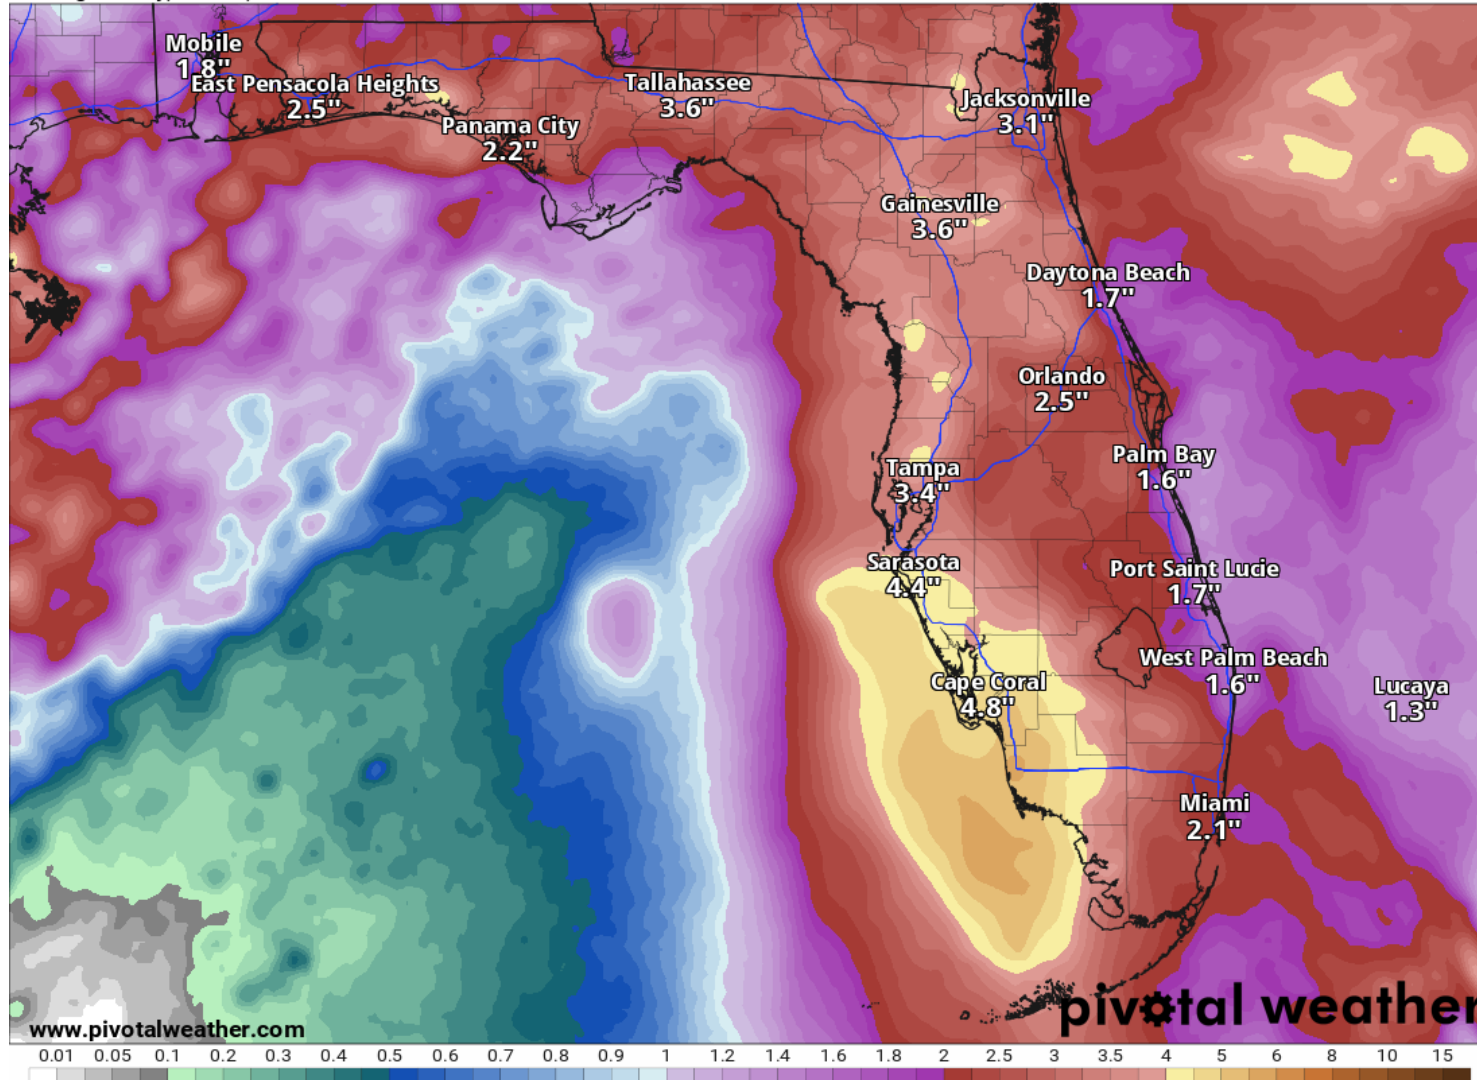 Mobile
1.8"
East Pensacola Heights
2.5"
Panama City
2.2"
Tallahassee
3.6"
Jacksonville
3.1"
Gainesville
3.6"
Daytona Beach
1.7"
Orlando
2.5"
Tampa
3.4"
Palm Bay
1.6"
Sarasota
4.4"
Port Saint Lucie
1.7"
Cape Coral
4.8"
West Palm Beach
1.6"
Lucaya
1.3"
Miami
2.1"
pivotal weather
www.pivotalweather.com
0.01 0.05 0.1 0.2 0.3 0.4 0.5 0.6 0.7 0.8 0.9 1 1.2 1.4 1.6 1.8 2 2.5 3 3.5 4 5 6 8 10 15